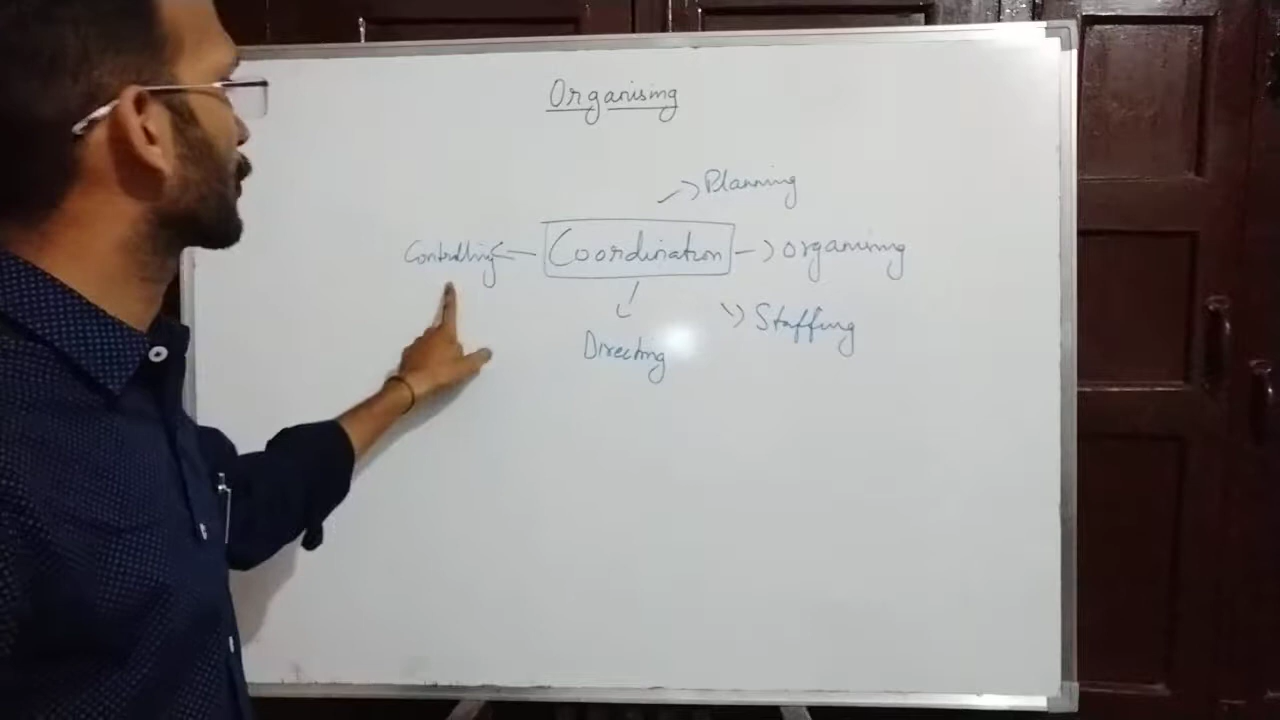 Organising
Planning
Controlling
Coordination
organising
Staffing
Directing